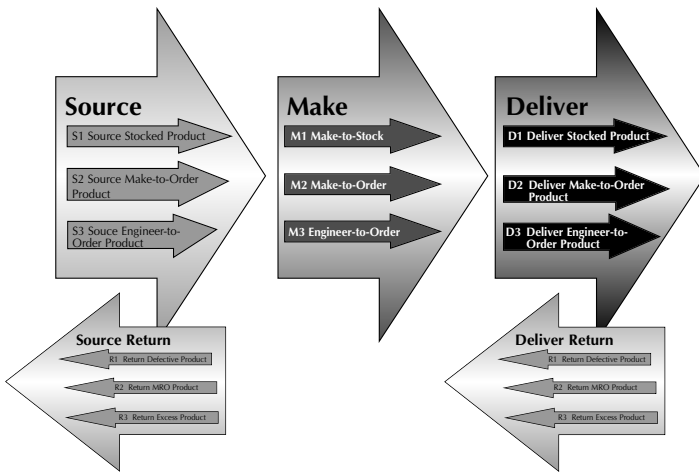 Source
S1 Source Stocked Product
S2 Source Make-to-Order
Product
S3 Souce Engineer-to-
Order Product
Make
M1 Make-to-Stock
M2 Make-to-Order
M3 Engineer-to-Order
Deliver
D1 Deliver Stocked Product
D2 Deliver Make-to-Order
Product
D3 Deliver Engineer-to-
Order Product
Source Return
R1 Return Defective Product
R2 Return MRO Product
R3 Return Excess Product
Deliver Return
R1 Return Defective Product
R2 Return MRO Product
R3 Return Excess Product